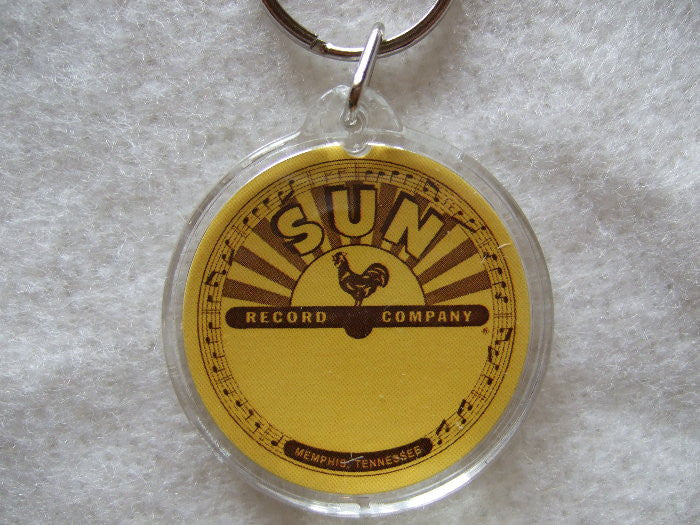 SUN
RECORD COMPANY
®
MEMPHIS, TENNESSEE